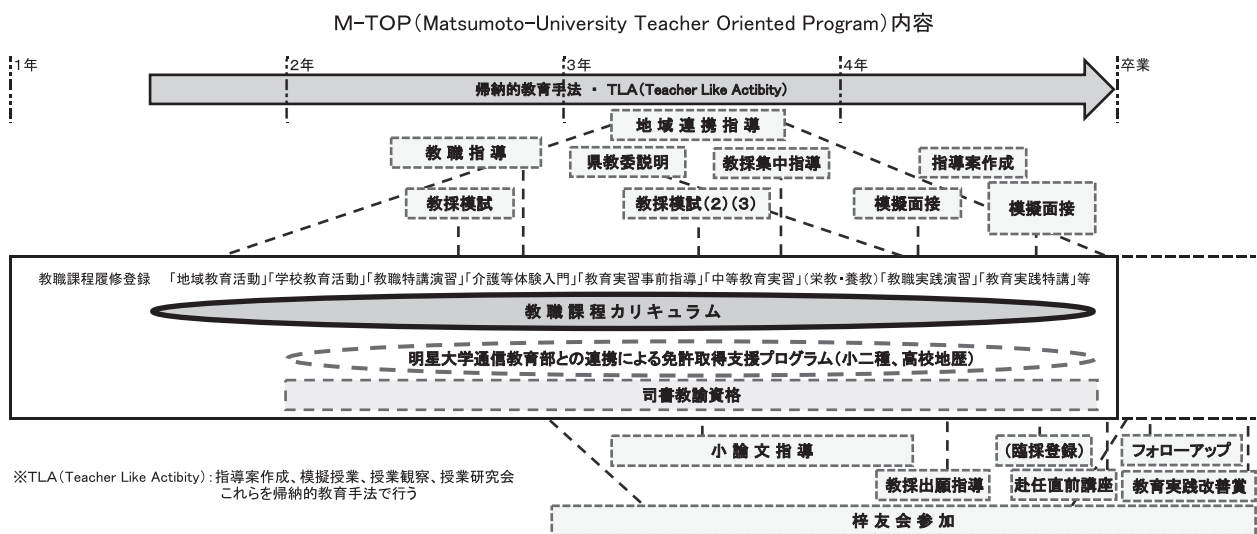 M-TOP(Matsumoto-University Teacher Oriented Program)内容
1年
2年
3年
4年
卒業
帰納的教育手法 ・ TLA(Teacher Like Actibity)
地域連携指導
教職指導
県教委説明
教採集中指導
指導案作成
教採模試
教採模試(2)(3)
模擬面接
模擬面接
教職課程履修登録 「地域教育活動」「学校教育活動」「教職特講演習」「介護等体験入門」「教育実習事前指導」「中等教育実習」(栄教・養教)「教職実践演習」「教育実践特講」等
教職課程カリキュラム
明星大学通信教育部との連携による免許取得支援プログラム(小二種、高校地歴)
司書教諭資格
小論文指導
(臨採登録)
フォローアップ
※TLA(Teacher Like Actibity):指導案作成、模擬授業、授業観察、授業研究会
これらを帰納的教育手法で行う
教採出願指導
赴任直前講座
教育実践改善賞
梓友会参加